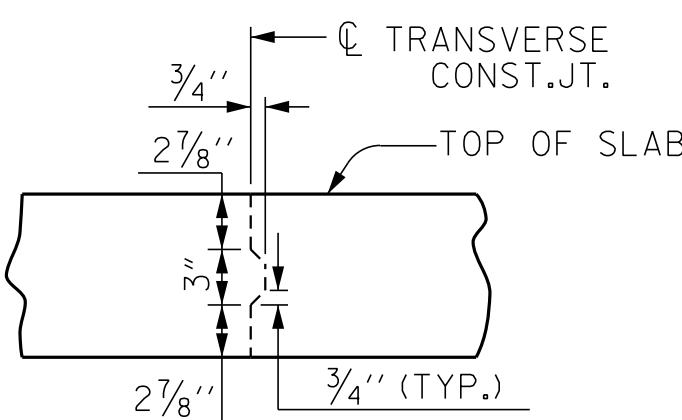 ℄ TRANSVERSE
CONST.JT.
3/4"
2 7/8"
TOP OF SLAB
3"
2 7/8"
3/4" (TYP.)